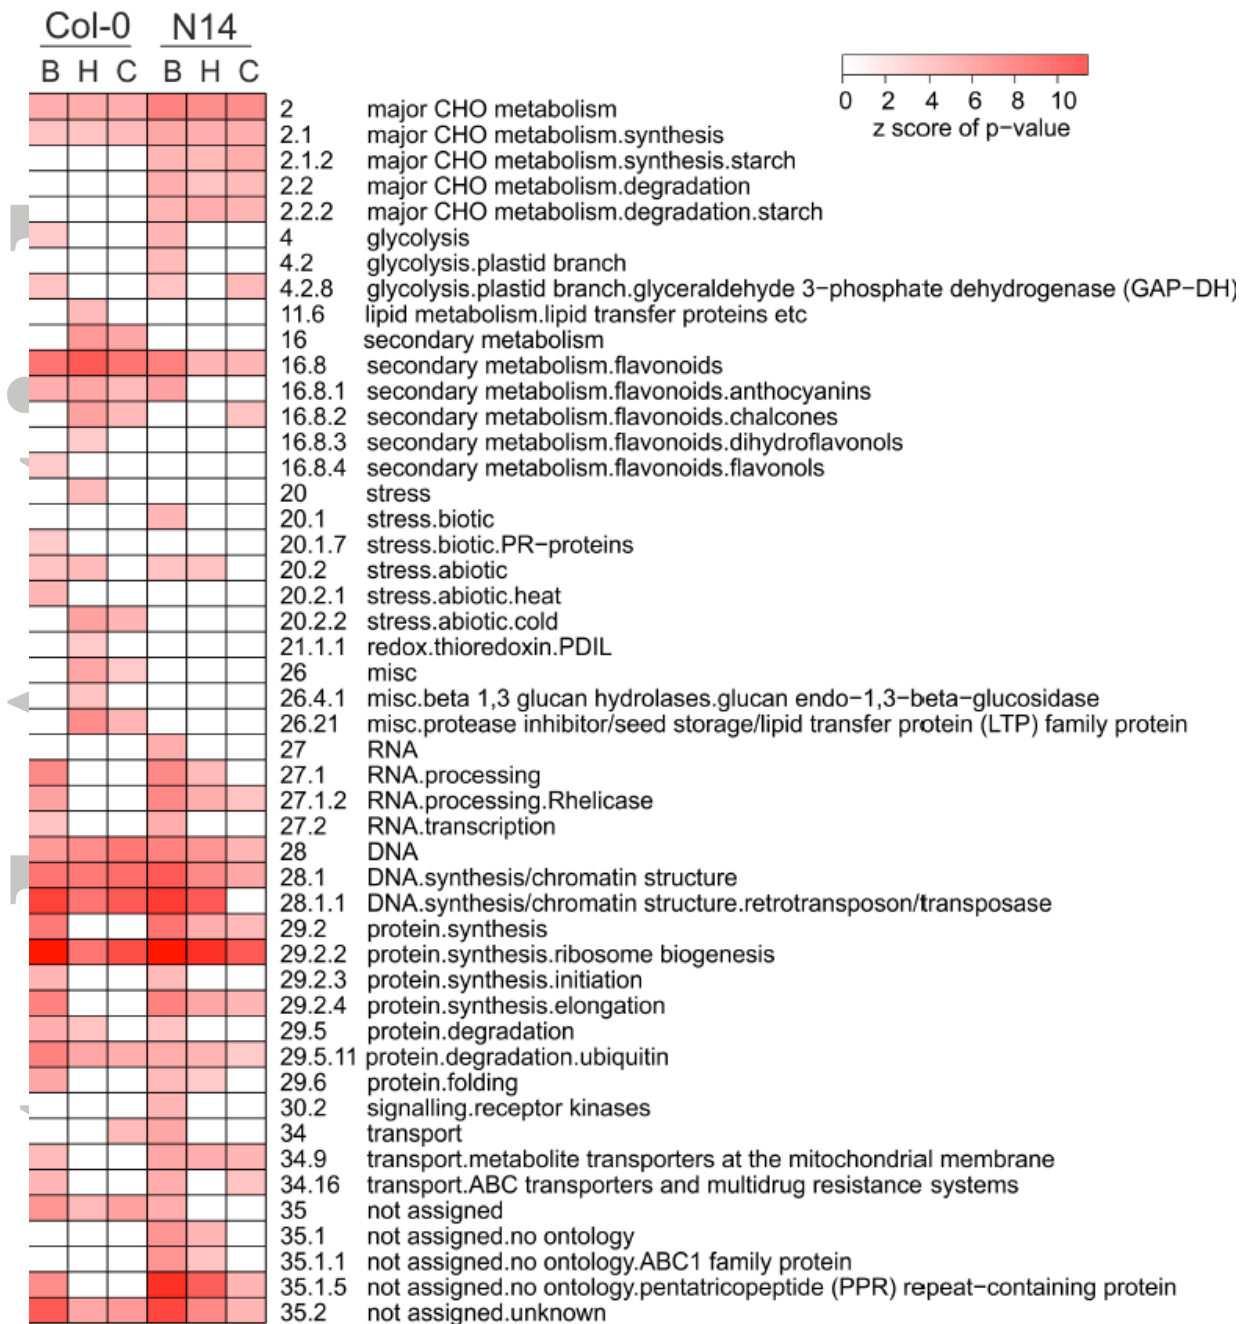 Col-0 N14
B H C B H C
0 2 4 6 8 10
z score of p−value
2 major CHO metabolism
2.1 major CHO metabolism.synthesis
2.1.2 major CHO metabolism.synthesis.starch
2.2 major CHO metabolism.degradation
2.2.2 major CHO metabolism.degradation.starch
4 glycolysis
4.2 glycolysis.plastid branch
4.2.8 glycolysis.plastid branch.glyceraldehyde 3−phosphate dehydrogenase (GAP−DH)
11.6 lipid metabolism.lipid transfer proteins etc
16 secondary metabolism
16.8 secondary metabolism.flavonoids
16.8.1 secondary metabolism.flavonoids.anthocyanins
16.8.2 secondary metabolism.flavonoids.chalcones
16.8.3 secondary metabolism.flavonoids.dihydroflavonols
16.8.4 secondary metabolism.flavonoids.flavonols
20 stress
20.1 stress.biotic
20.1.7 stress.biotic.PR−proteins
20.2 stress.abiotic
20.2.1 stress.abiotic.heat
20.2.2 stress.abiotic.cold
21.1.1 redox.thioredoxin.PDIL
26 misc
26.4.1 misc.beta 1,3 glucan hydrolases.glucan endo−1,3−beta−glucosidase
26.21 misc.protease inhibitor/seed storage/lipid transfer protein (LTP) family protein
27 RNA
27.1 RNA.processing
27.1.2 RNA.processing.Rhelicase
27.2 RNA.transcription
28 DNA
28.1 DNA.synthesis/chromatin structure
28.1.1 DNA.synthesis/chromatin structure.retrotransposon/transposase
29.2 protein.synthesis
29.2.2 protein.synthesis.ribosome biogenesis
29.2.3 protein.synthesis.initiation
29.2.4 protein.synthesis.elongation
29.5 protein.degradation
29.5.11 protein.degradation.ubiquitin
29.6 protein.folding
30.2 signalling.receptor kinases
34 transport
34.9 transport.metabolite transporters at the mitochondrial membrane
34.16 transport.ABC transporters and multidrug resistance systems
35 not assigned
35.1 not assigned.no ontology
35.1.1 not assigned.no ontology.ABC1 family protein
35.1.5 not assigned.no ontology.pentatricopeptide (PPR) repeat−containing protein
35.2 not assigned.unknown